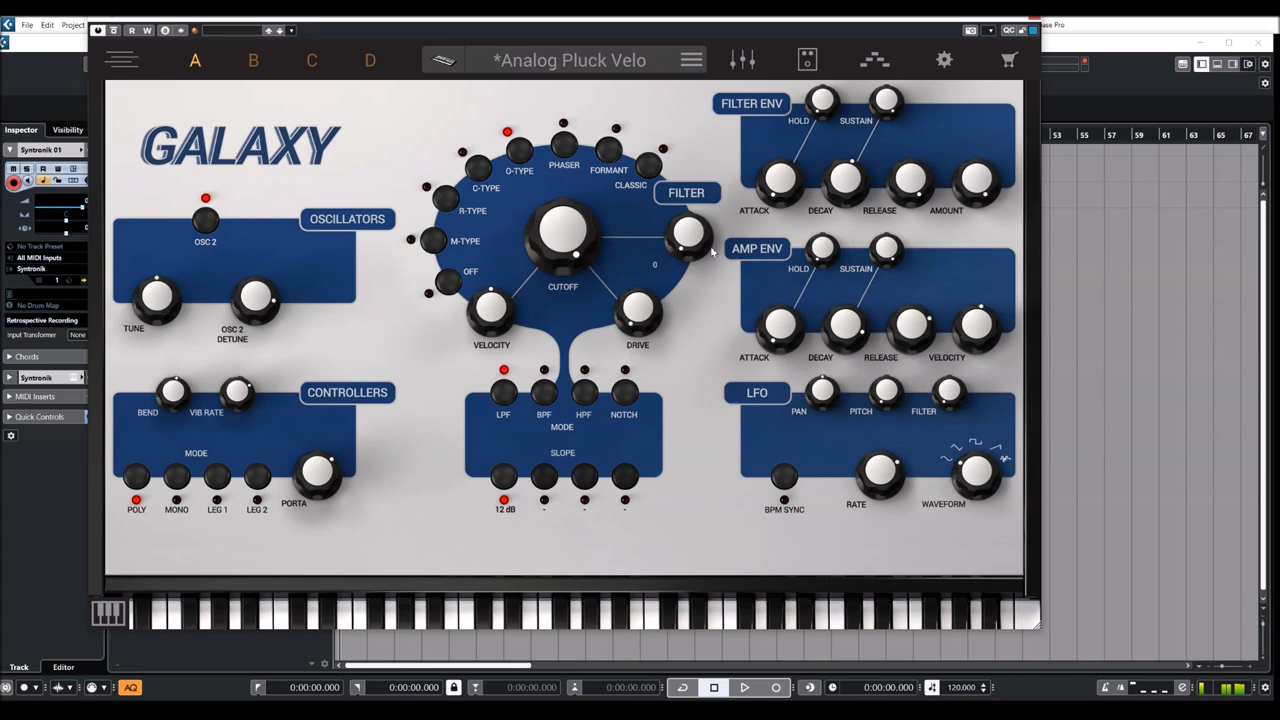 File Edit Project
ase Pro
R W
QC
A B C D
*Analog Pluck Velo
Inspector Visibility
Syntronik 01
M S R W
No Track Preset
All MIDI Inputs
Syntronik
1
No Drum Map
Retrospective Recording
Input Transformer None
Chords
Syntronik
MIDI Inserts
Quick Controls
GALAXY
OSCILLATORS
OSC 2
TUNE
OSC 2
DETUNE
CONTROLLERS
BEND
VIB RATE
MODE
PORTA
POLY MONO LEG 1 LEG 2
PHASER
O-TYPE
FORMANT
C-TYPE
CLASSIC
FILTER
R-TYPE
M-TYPE
0
OFF
CUTOFF
VELOCITY
DRIVE
LPF BPF HPF NOTCH
MODE
SLOPE
12 dB - - -
FILTER ENV
HOLD SUSTAIN
ATTACK DECAY RELEASE AMOUNT
AMP ENV
HOLD SUSTAIN
ATTACK DECAY RELEASE VELOCITY
LFO
PAN PITCH FILTER
BPM SYNC RATE WAVEFORM
53 55 57 59 61 63 65 67
Track Editor
AQ
0:00:00.000 0:00:00.000 0:00:00.000 0:00:00.000 0:00:00.000 120.000